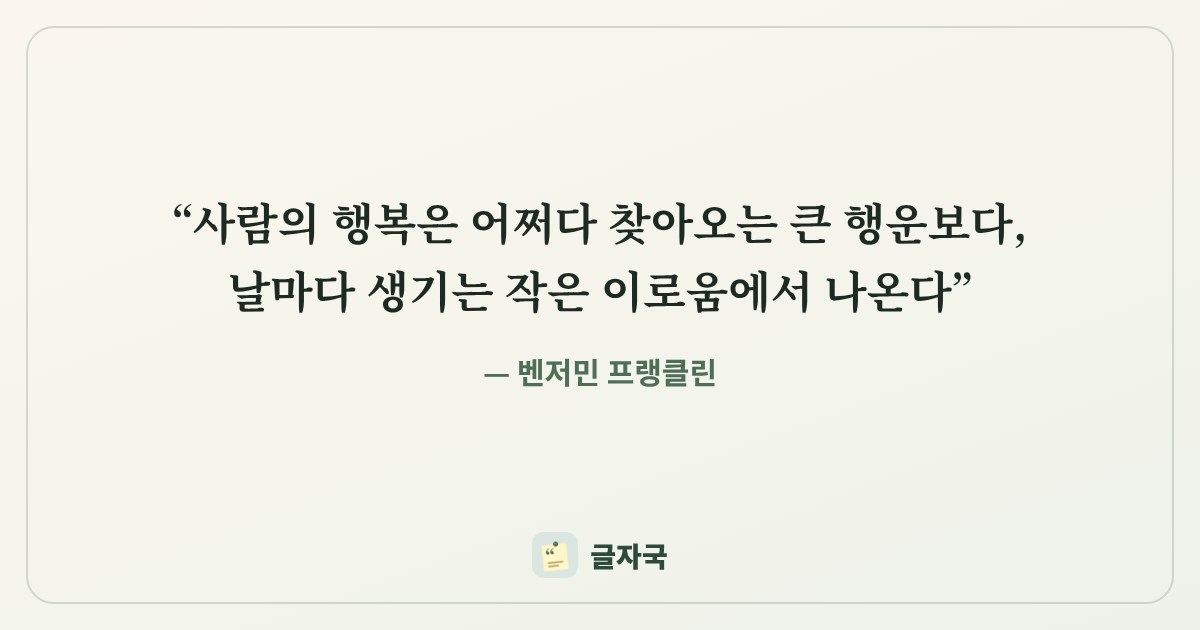 “사람의 행복은 어쩌다 찾아오는 큰 행운보다,
날마다 생기는 작은 이로움에서 나온다”
— 벤저민 프랭클린
글자국